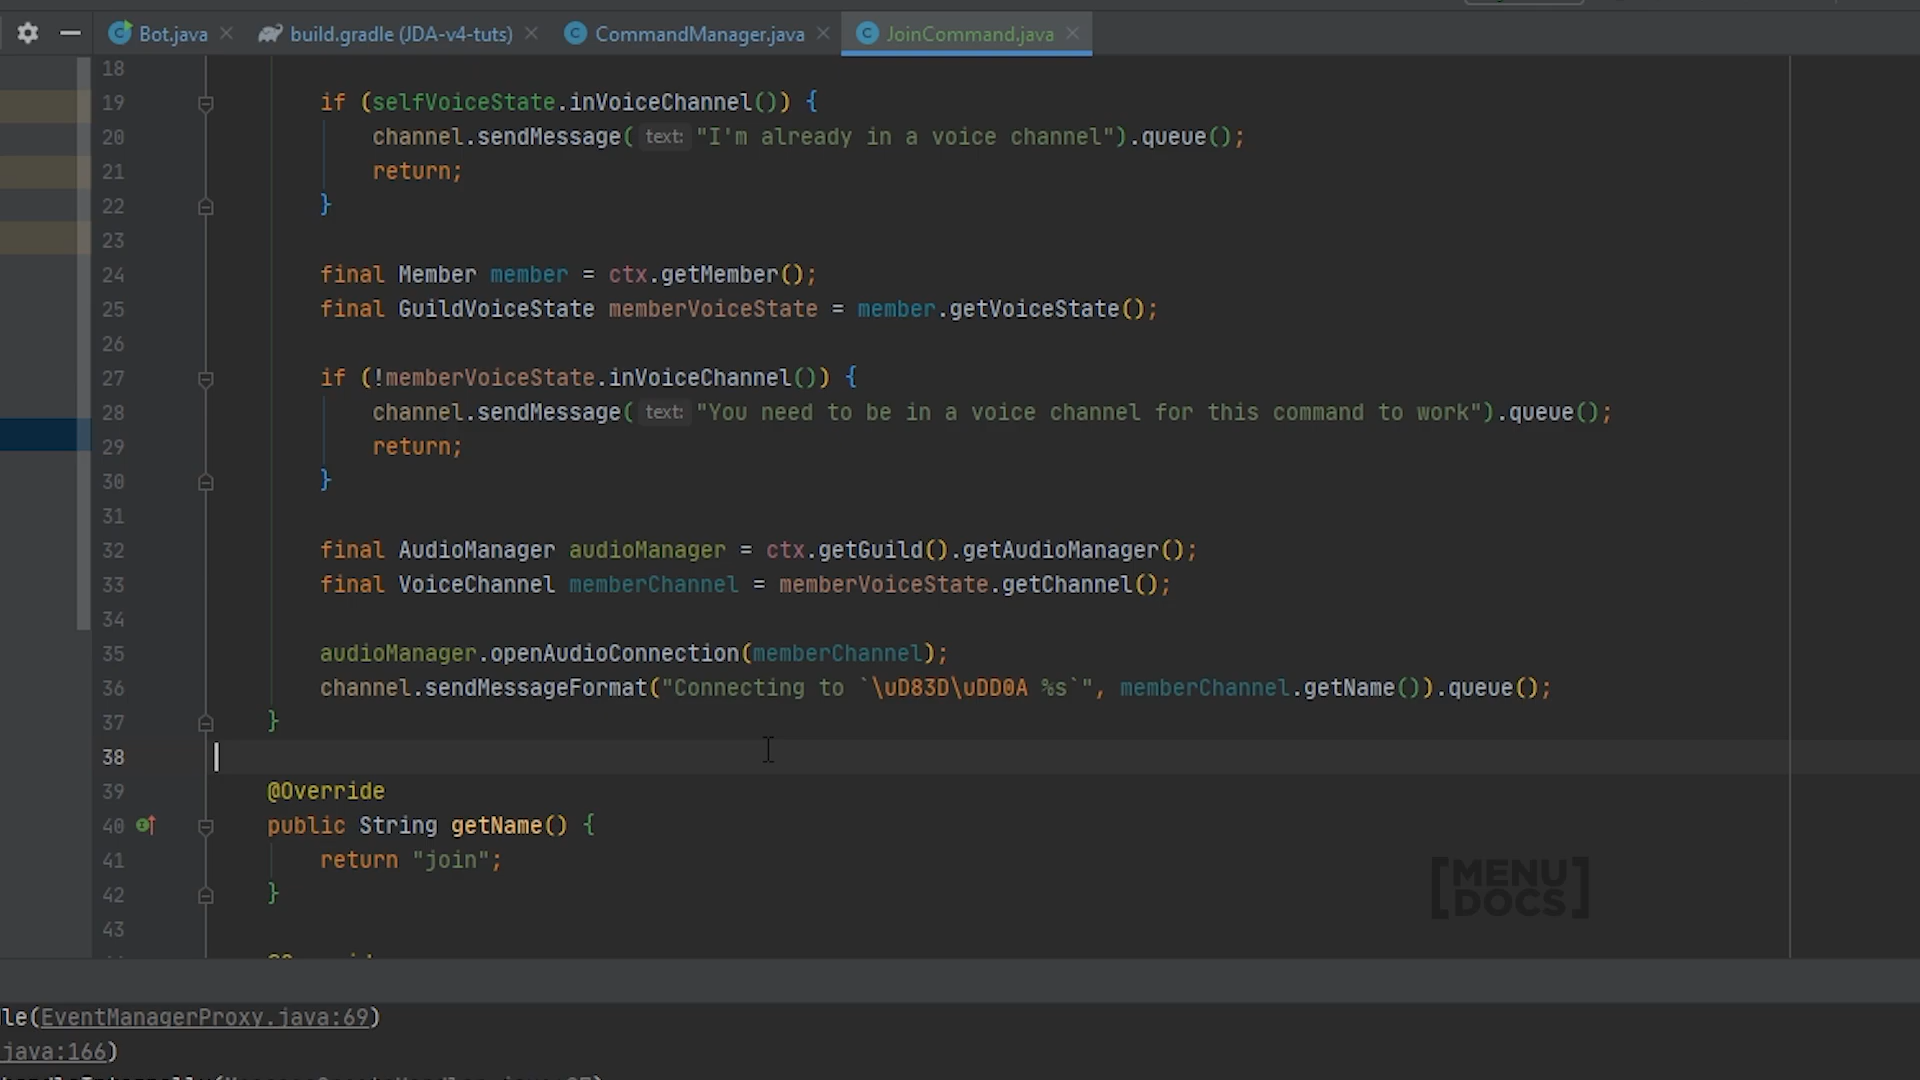 Bot.java build.gradle (JDA-v4-tuts) CommandManager.java JoinCommand.java
18
19 if (selfVoiceState.inVoiceChannel()) {
20 channel.sendMessage( text: "I'm already in a voice channel").queue();
21 return;
22 }
23
24 final Member member = ctx.getMember();
25 final GuildVoiceState memberVoiceState = member.getVoiceState();
26
27 if (!memberVoiceState.inVoiceChannel()) {
28 channel.sendMessage( text: "You need to be in a voice channel for this command to work").queue();
29 return;
30 }
31
32 final AudioManager audioManager = ctx.getGuild().getAudioManager();
33 final VoiceChannel memberChannel = memberVoiceState.getChannel();
34
35 audioManager.openAudioConnection(memberChannel);
36 channel.sendMessageFormat("Connecting to `\uD83D\uDD0A %s`", memberChannel.getName()).queue();
37 }
38
39 @Override
40 public String getName() {
41 return "join";
42 }
43
[MENU DOCS]
le(EventManagerProxy.java:69)
java:166)